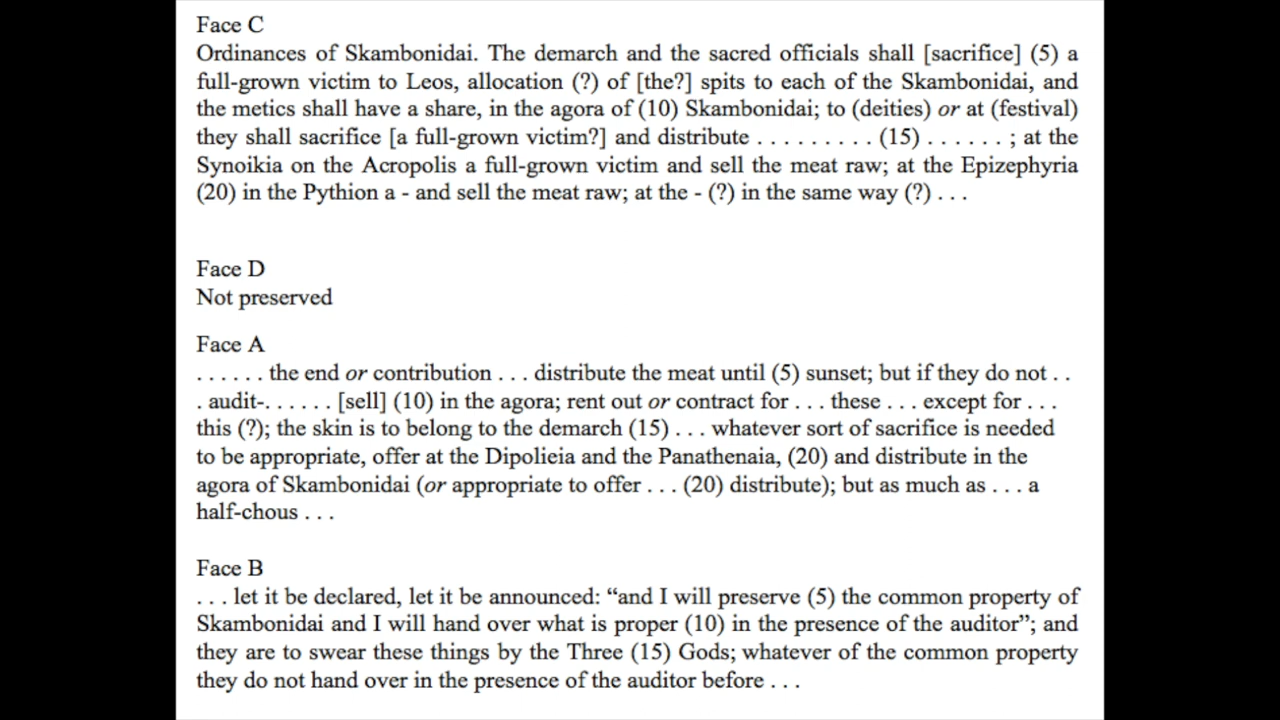 Face C
Ordinances of Skambonidai. The demarch and the sacred officials shall [sacrifice] (5) a
full-grown victim to Leos, allocation (?) of [the?] spits to each of the Skambonidai, and
the metics shall have a share, in the agora of (10) Skambonidai; to (deities) or at (festival)
they shall sacrifice [a full-grown victim?] and distribute . . . . . . . . . (15) . . . . . . ; at the
Synoikia on the Acropolis a full-grown victim and sell the meat raw; at the Epizephyria
(20) in the Pythion a - and sell the meat raw; at the - (?) in the same way (?) . . .
Face D
Not preserved
Face A
. . . . . . the end or contribution . . . distribute the meat until (5) sunset; but if they do not . .
. audit-. . . . . . [sell] (10) in the agora; rent out or contract for . . . these . . . except for . . .
this (?); the skin is to belong to the demarch (15) . . . whatever sort of sacrifice is needed
to be appropriate, offer at the Dipolieia and the Panathenaia, (20) and distribute in the
agora of Skambonidai (or appropriate to offer . . . (20) distribute); but as much as . . . a
half-chous . . .
Face B
. . . let it be declared, let it be announced: “and I will preserve (5) the common property of
Skambonidai and I will hand over what is proper (10) in the presence of the auditor”; and
they are to swear these things by the Three (15) Gods; whatever of the common property
they do not hand over in the presence of the auditor before . . .